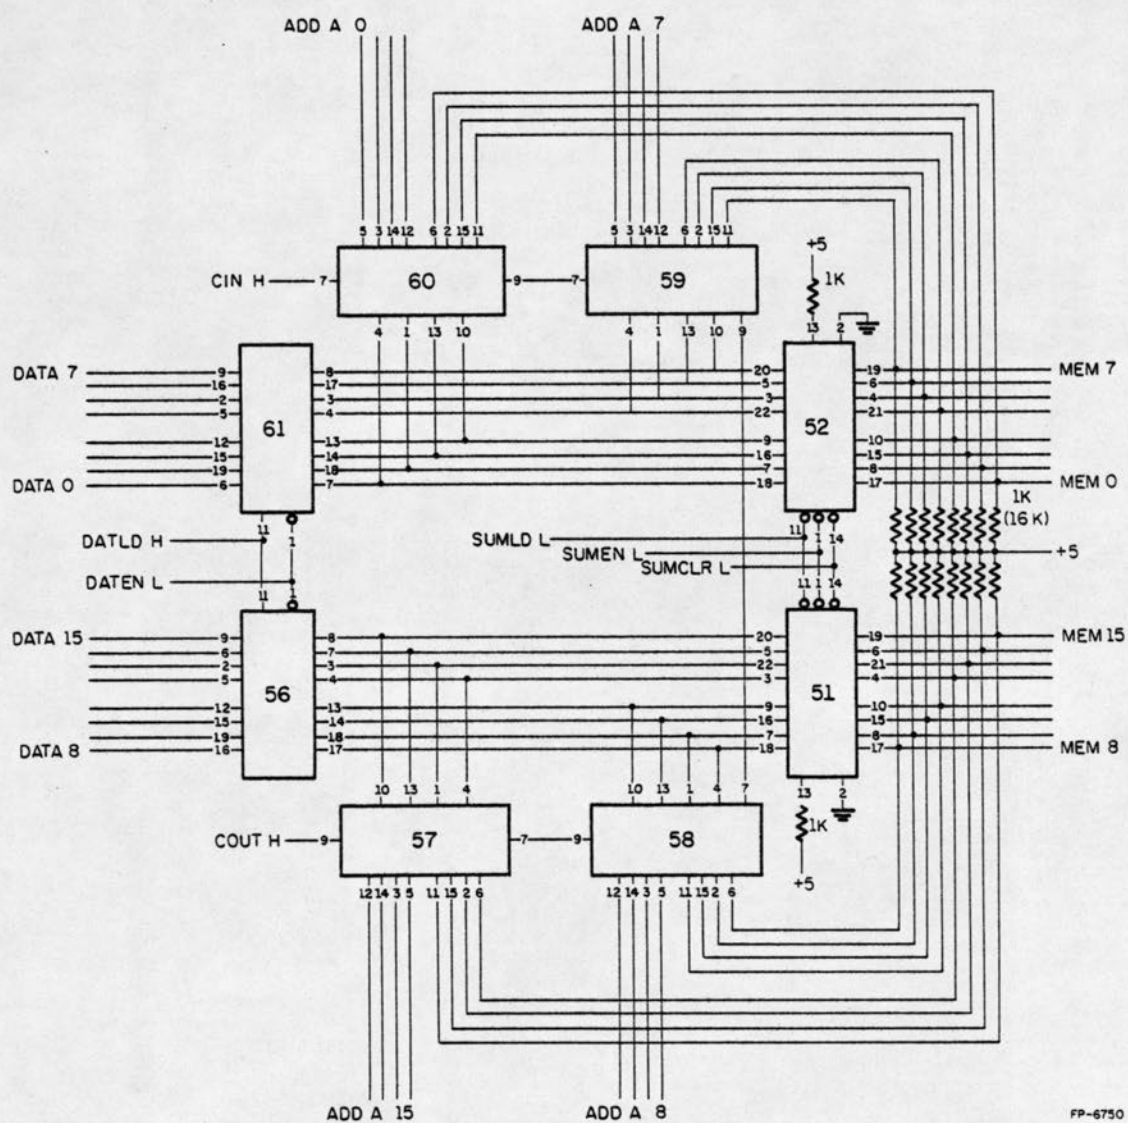 ADD A 0 ADD A 7
5 3 14 12 6 2 15 11 5 3 14 12 6 2 15 11
+5
CIN H 7 60 9 7 59 1K
4 1 13 10 4 1 13 10 9 13 2
DATA 7 9 8 20 19 MEM 7
16 17 5 6
2 3 3 4
5 4 22 21
61 52
12 13 9 10
15 14 16 15
19 18 7 8
DATA 0 6 7 18 17 MEM 0
1K
(16 K)
11 1 11 1 14
DATLD H SUMLD L
SUMEN L +5
DATEN L SUMCLR L
11 1 11 1 14
DATA 15 9 8 20 19 MEM 15
6 7 5 6
2 3 22 21
5 4 3 4
56 51
12 13 9 10
15 14 16 15
19 18 7 8
DATA 8 16 17 18 17 MEM 8
10 13 1 4 10 13 1 4 7 13 2
COUT H 9 57 7 9 58 1K
+5
12 14 3 5 11 15 2 6 12 14 3 5 11 15 2 6
ADD A 15 ADD A 8
FP-6750